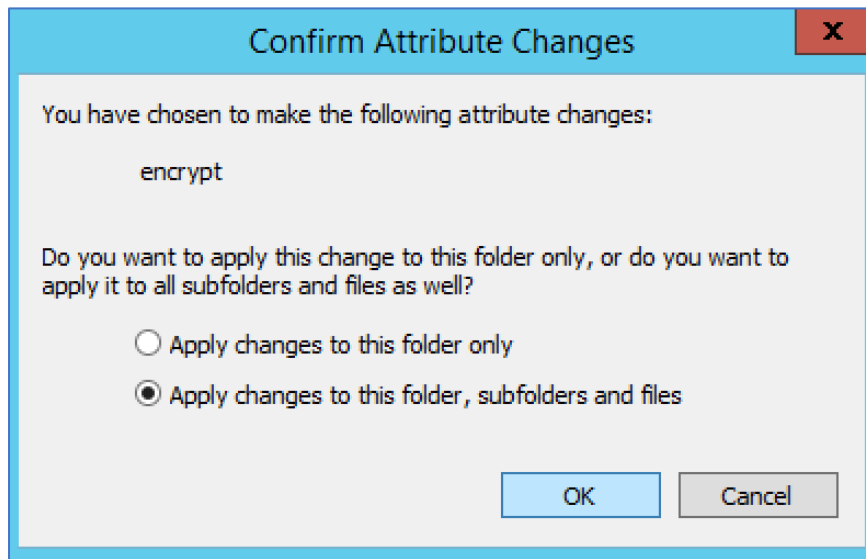 Confirm Attribute Changes
x
You have chosen to make the following attribute changes:
encrypt
Do you want to apply this change to this folder only, or do you want to
apply it to all subfolders and files as well?
Apply changes to this folder only
Apply changes to this folder, subfolders and files
OK
Cancel